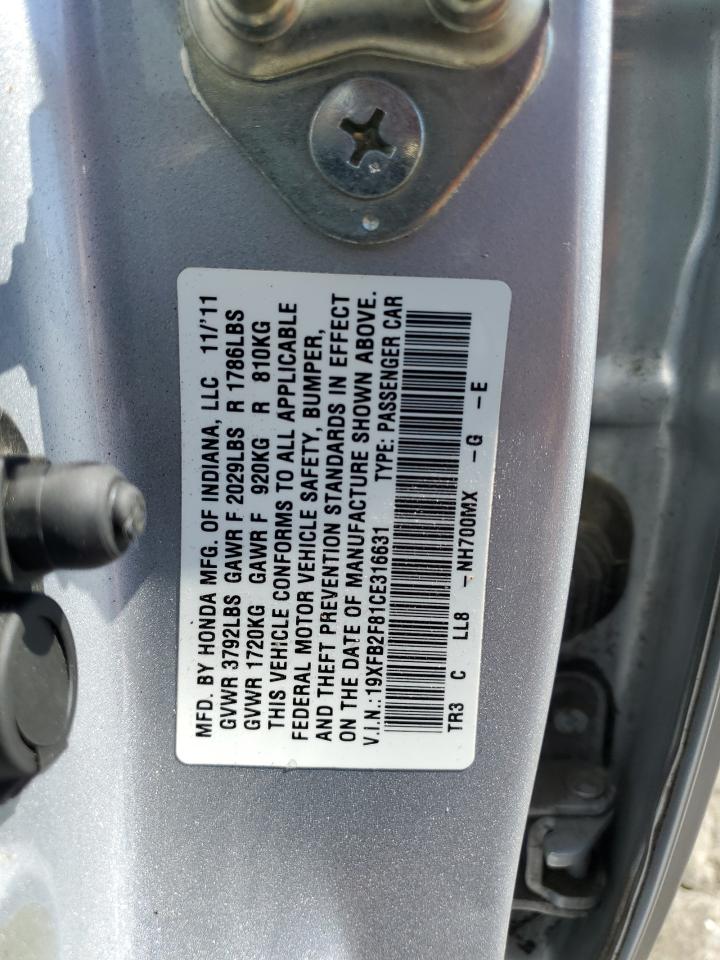 MFD. BY HONDA MFG. OF INDIANA, LLC 11/'11
GVWR 3792LBS GAWR F 2029LBS R 1786LBS
GVWR 1720KG GAWR F 920KG R 810KG
THIS VEHICLE CONFORMS TO ALL APPLICABLE
FEDERAL MOTOR VEHICLE SAFETY, BUMPER,
AND THEFT PREVENTION STANDARDS IN EFFECT
ON THE DATE OF MANUFACTURE SHOWN ABOVE.
V.I.N.: 19XFB2F81CE316631 TYPE: PASSENGER CAR
TR3 C LL8 -NH700MX -G -E